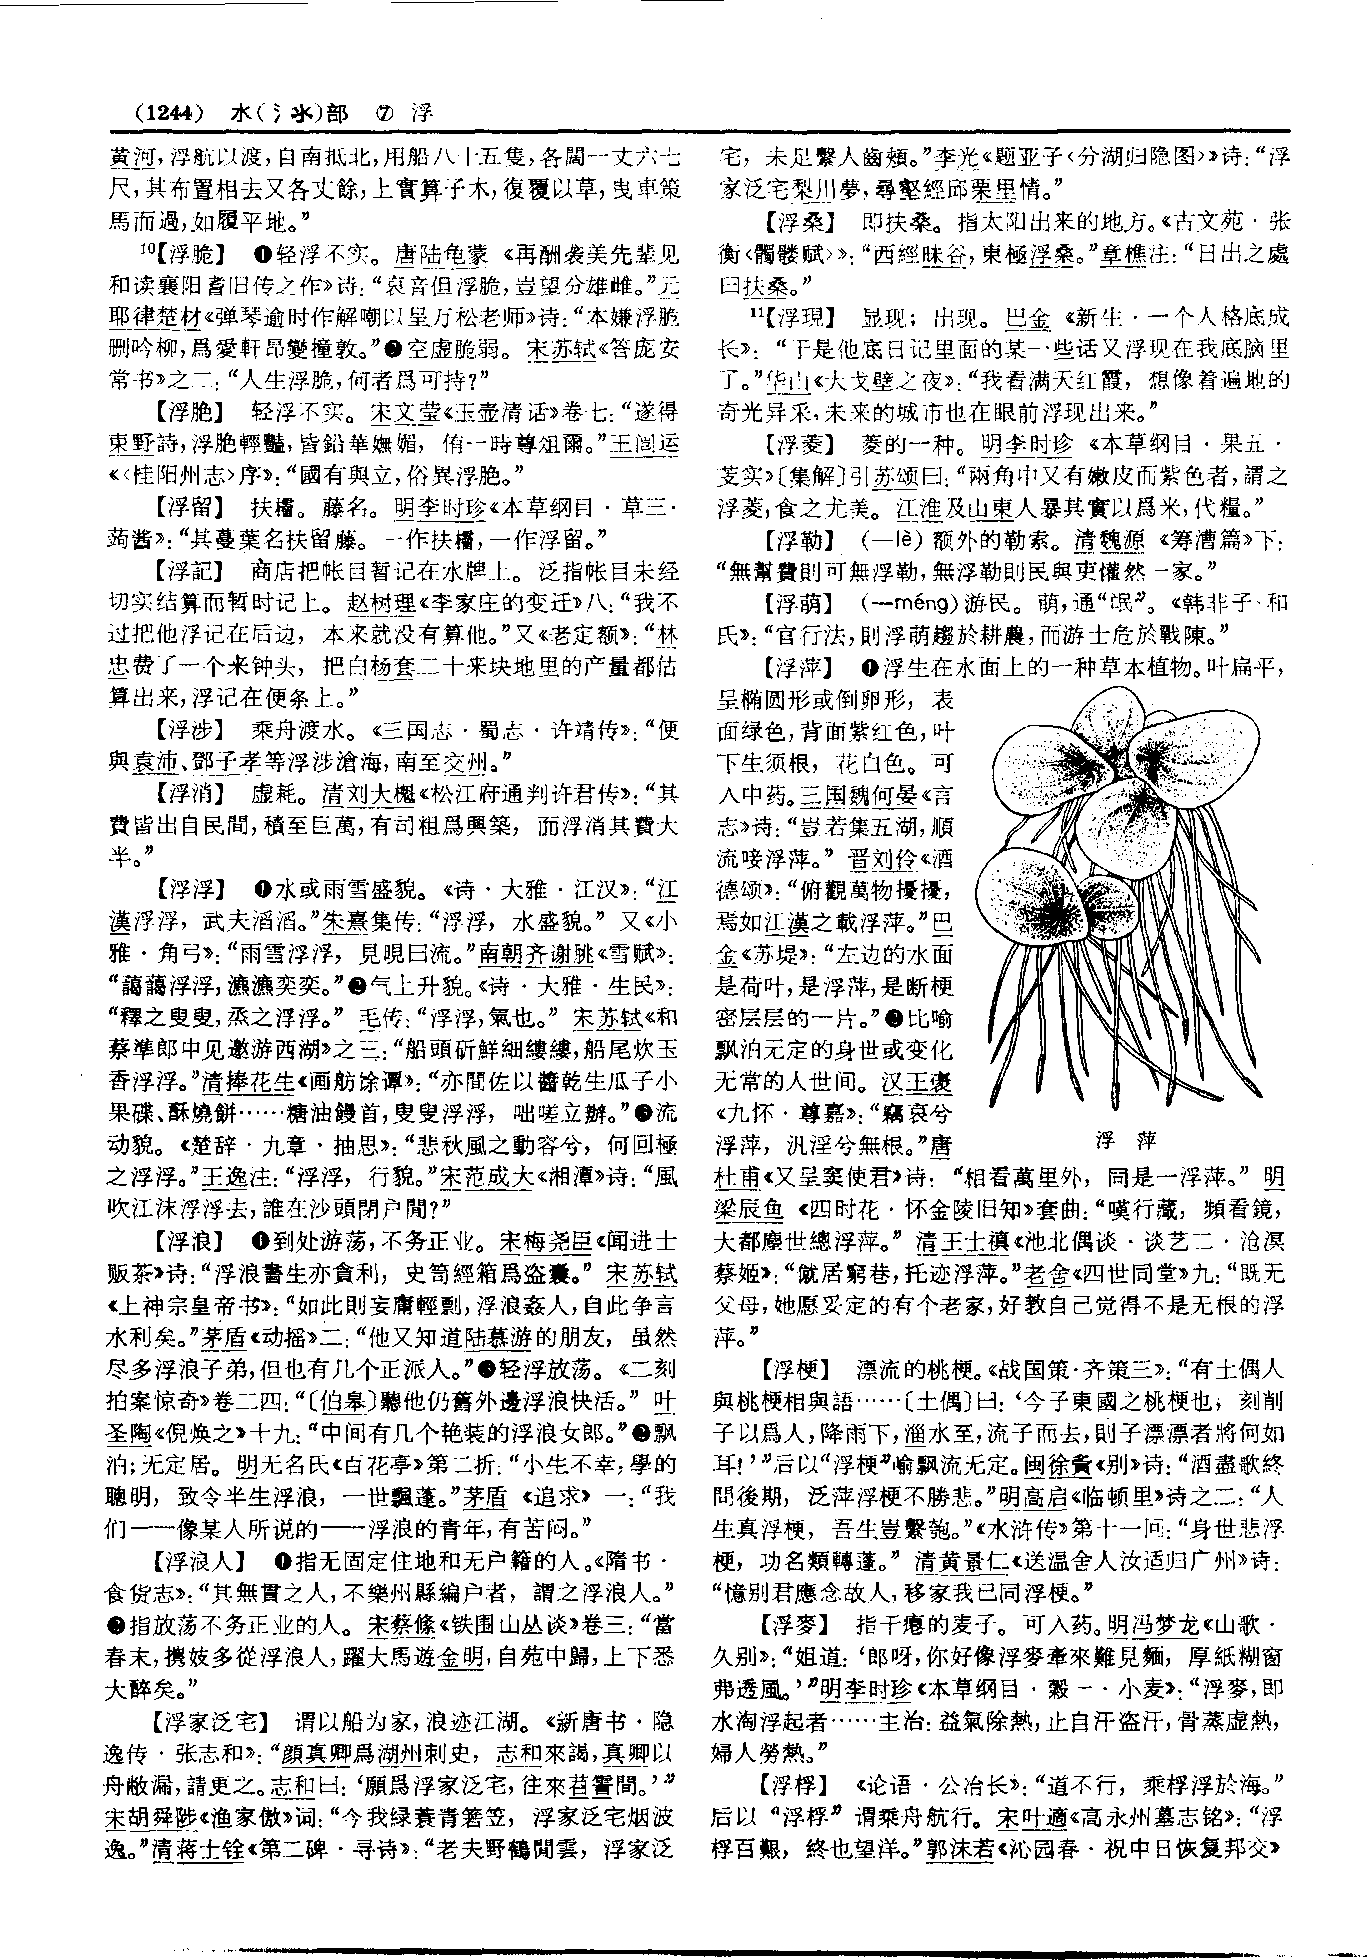 (1244) 水(氵氺)部 ⑦ 浮
黄河，浮航以渡，自南抵北，用船八十五隻，各闊一丈六七
尺，其布置相去又各丈餘，上實算子木，復覆以草，曳車策
馬而過，如履平地。”
10【浮脆】 ❶轻浮不实。唐陆龟蒙《再酬袭美先辈见
和读襄阳耆旧传之作》诗：“哀音但浮脆，豈望分雄雌。”元
耶律楚材《弹琴逾时作解嘲以呈万松老师》诗：“本嫌浮脆
删吟柳，爲愛軒昂變撞敦。”❷空虚脆弱。宋苏轼《答庞安
常书》之二：“人生浮脆，何者爲可持？”
【浮脃】 轻浮不实。宋文莹《玉壶清话》卷七：“遂得
東野詩，浮脃輕豔，皆鉛華嫵媚，侑一時尊俎爾。”王闿运
《〈桂阳州志〉序》：“國有與立，俗異浮脃。”
【浮留】 扶櫾。藤名。明李时珍《本草纲目·草三·
蒟酱》：“其蔓葉名扶留藤。一作扶櫾，一作浮留。”
【浮記】 商店把帐目暂记在水牌上。泛指帐目未经
切实结算而暂时记上。赵树理《李家庄的变迁》八：“我不
过把他浮记在后边，本来就没有算他。”又《老定额》：“林
忠费了一个来钟头，把白杨套二十来块地里的产量都估
算出来，浮记在便条上。”
【浮涉】 乘舟渡水。《三国志·蜀志·许靖传》：“便
與袁沛、鄧子孝等浮涉滄海，南至交州。”
【浮消】 虚耗。清刘大櫆《松江府通判许君传》：“其
費皆出自民間，積至巨萬，有司粗爲興築，而浮消其費大
半。”
【浮浮】 ❶水或雨雪盛貌。《诗·大雅·江汉》：“江
漢浮浮，武夫滔滔。”朱熹集传：“浮浮，水盛貌。”又《小
雅·角弓》：“雨雪浮浮，見晛曰流。”南朝齐谢朓《雪赋》：
“藹藹浮浮，瀌瀌奕奕。”❷气上升貌。《诗·大雅·生民》：
“釋之叟叟，烝之浮浮。”毛传：“浮浮，氣也。”宋苏轼《和
蔡準郎中见邀游西湖》之三：“船頭斫鮮細縷縷，船尾炊玉
香浮浮。”清捧花生《画舫馀谭》：“亦間佐以醬乾生瓜子小
果碟、酥燒餅……糖油饅首，叟叟浮浮，咄嗟立辦。”❸流
动貌。《楚辞·九章·抽思》：“悲秋風之動容兮，何回極
之浮浮。”王逸注：“浮浮，行貌。”宋范成大《湘潭》诗：“風
吹江沫浮浮去，誰在沙頭閉户閒？”
【浮浪】 ❶到处游荡，不务正业。宋梅尧臣《闻进士
贩茶》诗：“浮浪書生亦貪利，史笥經箱爲盗囊。”宋苏轼
《上神宗皇帝书》：“如此則妄庸輕剽，浮浪姦人，自此争言
水利矣。”茅盾《动摇》二：“他又知道陆慕游的朋友，虽然
尽多浮浪子弟，但也有几个正派人。”❷轻浮放荡。《二刻
拍案惊奇》卷二四：“〔伯皋〕聽他仍舊外邊浮浪快活。”叶
圣陶《倪焕之》十九：“中间有几个艳装的浮浪女郎。”❸飘
泊；无定居。明无名氏《百花亭》第二折：“小生不幸，學的
聰明，致令半生浮浪，一世飄蓬。”茅盾《追求》一：“我
们——像某人所说的——浮浪的青年，有苦闷。”
【浮浪人】 ❶指无固定住地和无户籍的人。《隋书·
食货志》：“其無貫之人，不樂州縣編户者，謂之浮浪人。”
❷指放荡不务正业的人。宋蔡絛《铁围山丛谈》卷三：“當
春末，攜妓多從浮浪人，躍大馬遊金明，自苑中歸，上下悉
大醉矣。”
【浮家泛宅】 谓以船为家，浪迹江湖。《新唐书·隐
逸传·张志和》：“顔真卿爲湖州刺史，志和來謁，真卿以
舟敝漏，請更之。志和曰：‘願爲浮家泛宅，往來苕霅間。’”
宋胡舜陟《渔家傲》词：“今我緑蓑青箬笠，浮家泛宅烟波
逸。”清蒋士铨《第二碑·寻诗》：“老夫野鶴閒雲，浮家泛
宅，未足繫人齒頰。”李光《题亚子〈分湖归隐图〉》诗：“浮
家泛宅梨川夢，尋壑經邱栗里情。”
【浮桑】 即扶桑。指太阳出来的地方。《古文苑·张
衡〈髑髅赋〉》：“西經昧谷，東極浮桑。”章樵注：“日出之處
曰扶桑。”
11【浮現】 显现；出现。巴金《新生·一个人格底成
长》：“于是他底日记里面的某一些话又浮现在我底脑里
了。”华山《大戈壁之夜》：“我看满天红霞，想像着遍地的
奇光异采，未来的城市也在眼前浮现出来。”
【浮菱】 菱的一种。明李时珍《本草纲目·果五·
芰实》〔集解〕引苏颂曰：“兩角中又有嫩皮而紫色者，謂之
浮菱，食之尤美。江淮及山東人暴其實以爲米，代糧。”
【浮勒】 （—lè）额外的勒索。清魏源《筹漕篇》下：
“無幫費則可無浮勒，無浮勒則民與吏欋然一家。”
【浮萌】 （—méng）游民。萌，通“氓”。《韩非子·和
氏》：“官行法，則浮萌趨於耕農，而游士危於戰陳。”
【浮萍】 ❶浮生在水面上的一种草本植物。叶扁平，
呈椭圆形或倒卵形，表
面绿色，背面紫红色，叶
下生须根，花白色。可
入中药。三国魏何晏《言
志》诗：“豈若集五湖，順
流唼浮萍。”晋刘伶《酒
德颂》：“俯觀萬物擾擾，
焉如江漢之載浮萍。”巴
金《苏堤》：“左边的水面
是荷叶，是浮萍，是断梗
密层层的一片。”❷比喻
飘泊无定的身世或变化
无常的人世间。汉王褒
《九怀·尊嘉》：“竊哀兮
浮萍，汎淫兮無根。”唐
浮 萍
杜甫《又呈窦使君》诗：“相看萬里外，同是一浮萍。”明
梁辰鱼《四时花·怀金陵旧知》套曲：“嘆行藏，頻看鏡，
大都塵世總浮萍。”清王士禛《池北偶谈·谈艺二·沧溟
蔡姬》：“僦居窮巷，托迹浮萍。”老舍《四世同堂》九：“既无
父母，她愿妥定的有个老家，好教自己觉得不是无根的浮
萍。”
【浮梗】 漂流的桃梗。《战国策·齐策三》：“有土偶人
與桃梗相與語……〔土偶〕曰：‘今子東國之桃梗也，刻削
子以爲人，降雨下，淄水至，流子而去，則子漂漂者將何如
耳！’”后以“浮梗”喻飘流无定。闽徐夤《别》诗：“酒盡歌終
問後期，泛萍浮梗不勝悲。”明高启《临顿里》诗之二：“人
生真浮梗，吾生豈繫匏。”《水浒传》第十一回：“身世悲浮
梗，功名類轉蓬。”清黄景仁《送温舍人汝适归广州》诗：
“憶别君應念故人，移家我已同浮梗。”
【浮麥】 指干瘪的麦子。可入药。明冯梦龙《山歌·
久别》：“姐道：‘郎呀，你好像浮麥牽來難見麵，厚紙糊窗
弗透風。’”明李时珍《本草纲目·榖一·小麦》：“浮麥，即
水淘浮起者……主治：益氣除熱，止自汗盗汗，骨蒸虚熱，
婦人勞熱。”
【浮桴】 《论语·公冶长》：“道不行，乘桴浮於海。”
后以“浮桴”谓乘舟航行。宋叶適《高永州墓志铭》：“浮
桴百艱，終也望洋。”郭沫若《沁园春·祝中日恢复邦交》